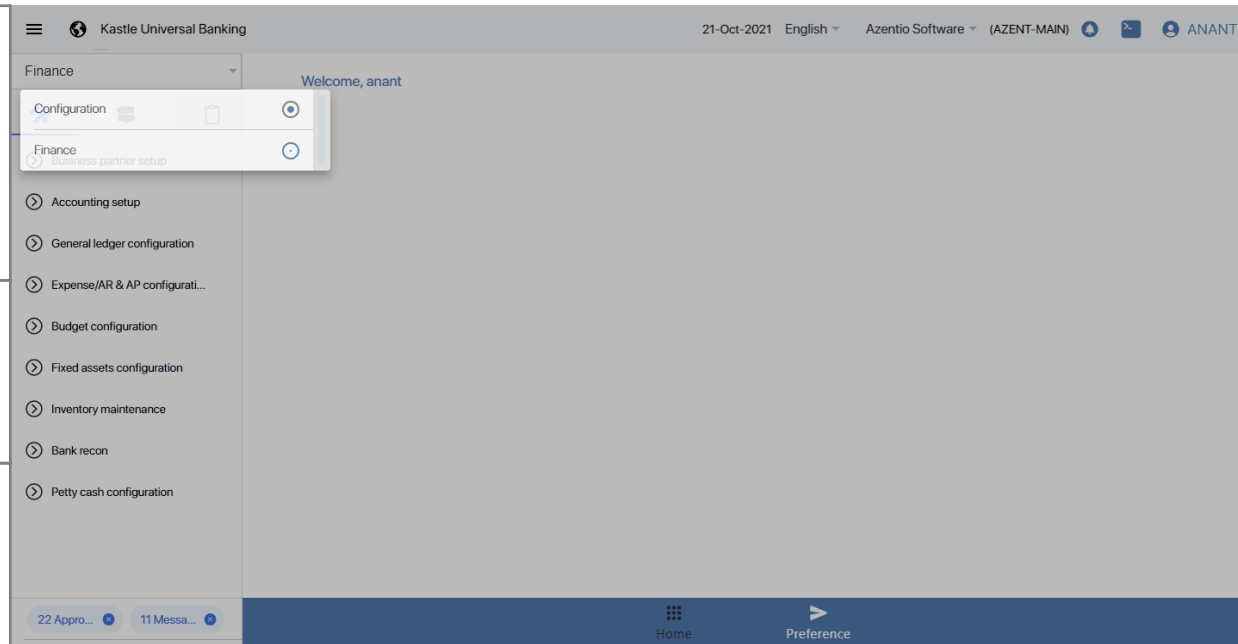 Kastle Universal Banking
21-Oct-2021 English Azentio Software (AZENT-MAIN) ANANT
Finance
Welcome, anant
Configuration
Finance
Business partner setup
Accounting setup
General ledger configuration
Expense/AR & AP configurati...
Budget configuration
Fixed assets configuration
Inventory maintenance
Bank recon
Petty cash configuration
22 Appro... 11 Messa...
Home Preference